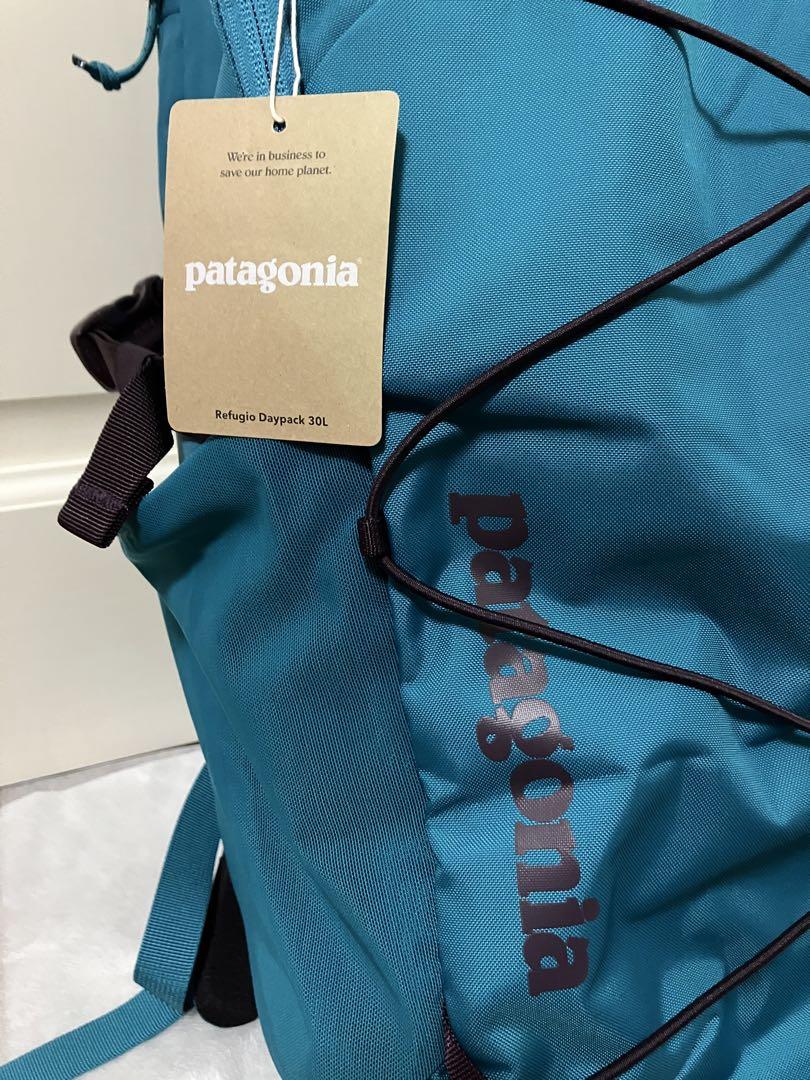 We're in business to
save our home planet.
patagonia®
Refugio Daypack 30L
patagonia